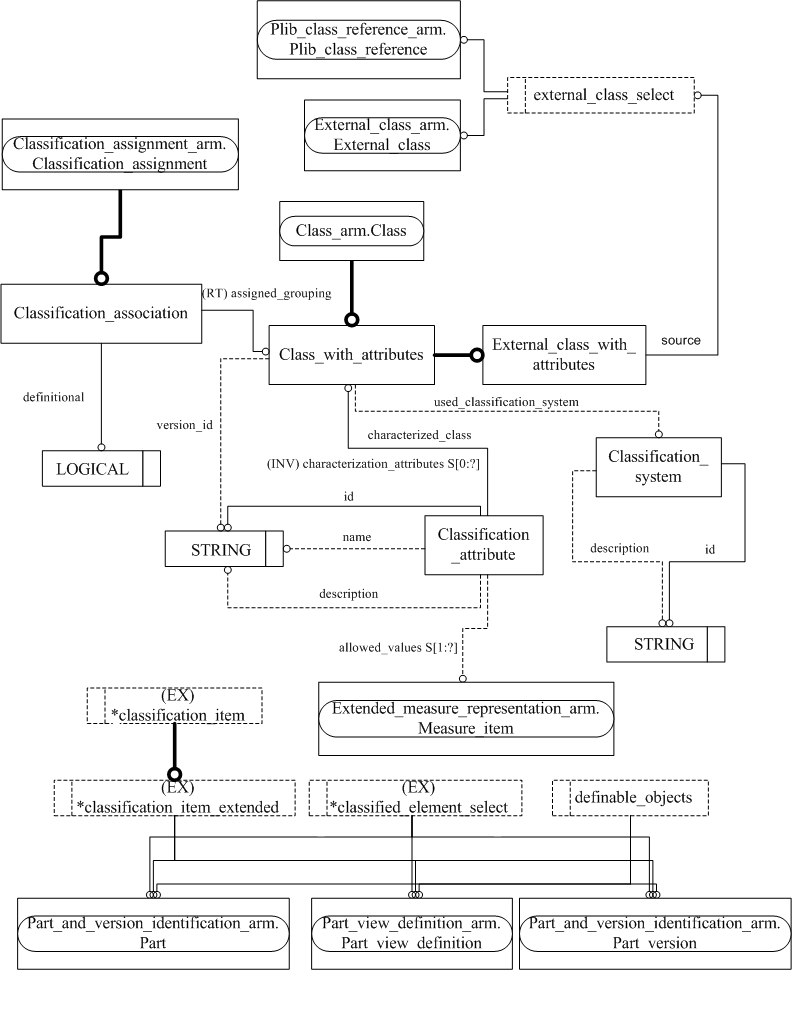 Plib_class_reference_arm.
Plib_class_reference
external_class_select
External_class_arm.
External_class
Classification_assignment_arm.
Classification_assignment
Class_arm.Class
(RT) assigned_grouping
Classification_association
Class_with_attributes
External_class_with_
attributes
source
definitional
version_id
used_classification_system
characterized_class
(INV) characterization_attributes S[0:?]
Classification_
system
LOGICAL
id
STRING
name
Classification
_attribute
description
description
id
STRING
allowed_values S[1:?]
(EX)
*classification_item
Extended_measure_representation_arm.
Measure_item
(EX)
*classification_item_extended
(EX)
*classified_element_select
definable_objects
Part_and_version_identification_arm.
Part
Part_view_definition_arm.
Part_view_definition
Part_and_version_identification_arm.
Part_version